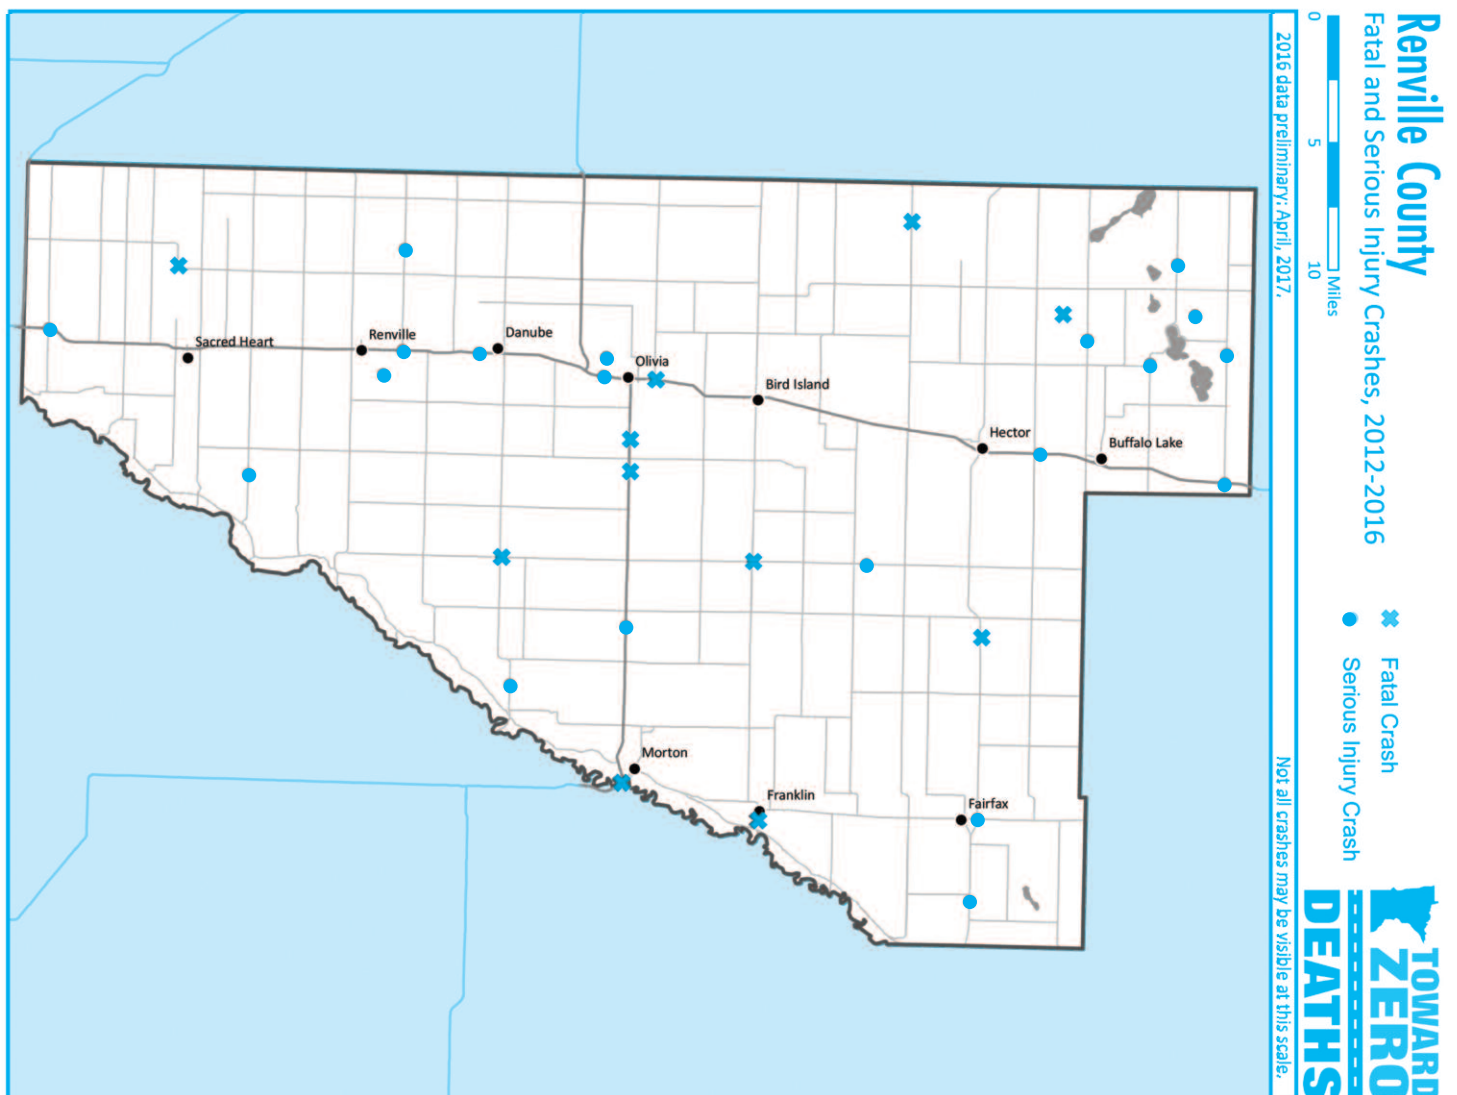 Renville County
Fatal and Serious Injury Crashes, 2012-2016
0 5 10 Miles
Fatal Crash
Serious Injury Crash
TOWARD
ZERO
DEATHS
2016 data preliminary: April, 2017.
Not all crashes may be visible at this scale.
Sacred Heart
Renville
Danube
Olivia
Bird Island
Hector
Buffalo Lake
Morton
Franklin
Fairfax